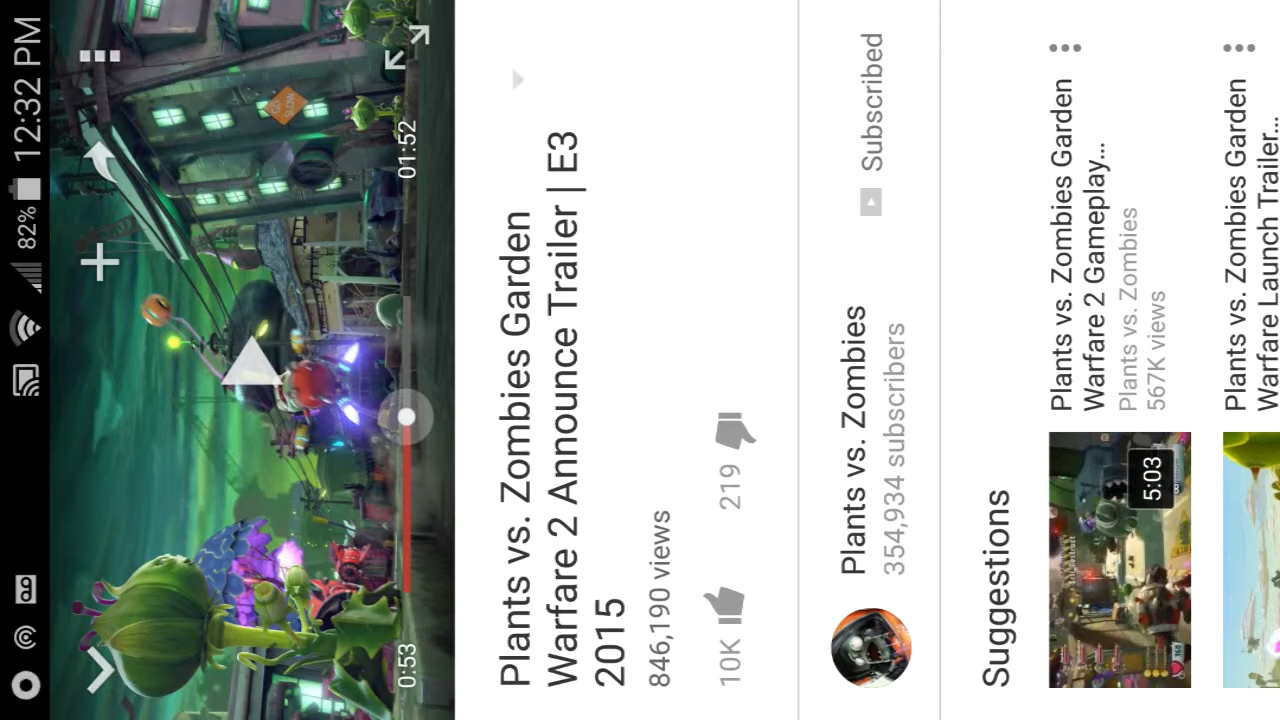 82% 12:32 PM
GO
SLOW
0:53
01:52
Plants vs. Zombies Garden
Warfare 2 Announce Trailer | E3
2015
846,190 views
10K
219
Plants vs. Zombies
354,934 subscribers
Subscribed
Suggestions
5:03
Plants vs. Zombies Garden
Warfare 2 Gameplay...
Plants vs. Zombies
567K views
Plants vs. Zombies Garden
Warfare Launch Trailer...